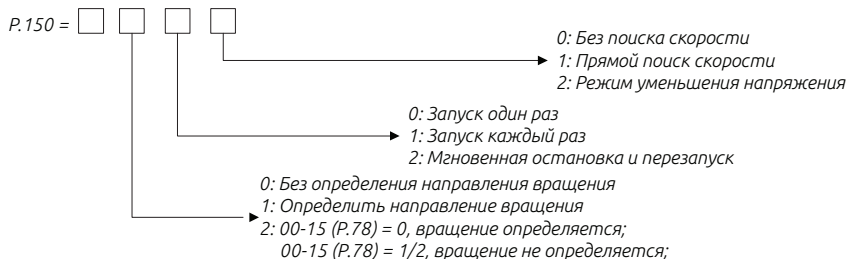 P.150 =
0: Без поиска скорости
1: Прямой поиск скорости
2: Режим уменьшения напряжения
0: Запуск один раз
1: Запуск каждый раз
2: Мгновенная остановка и перезапуск
0: Без определения направления вращения
1: Определить направление вращения
2: 00-15 (P.78) = 0, вращение определяется;
00-15 (P.78) = 1/2, вращение не определяется;